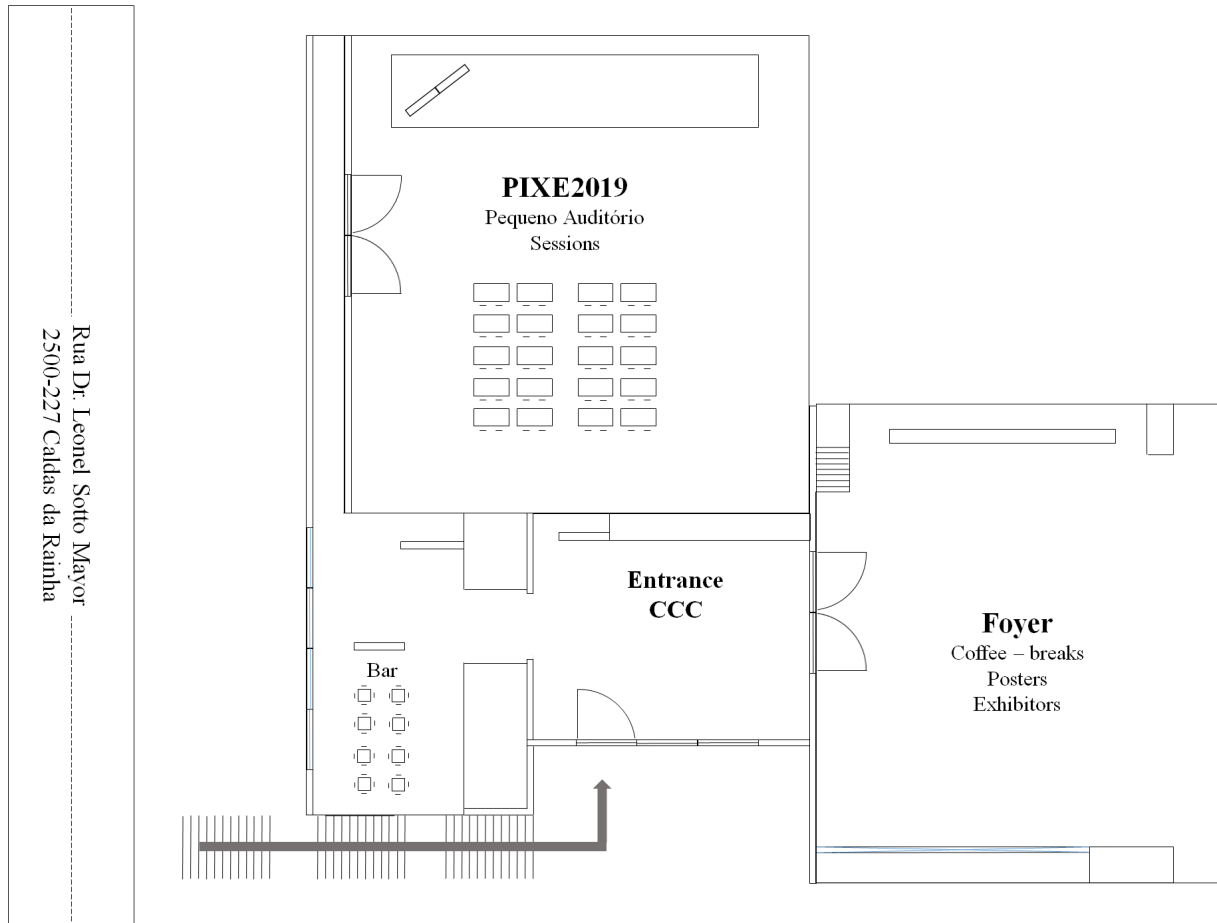 Rua Dr. Leonel Sotto Mayor
2500-227 Caldas da Rainha
PIXE2019
Pequeno Auditório
Sessions
Entrance
CCC
Bar
Foyer
Coffee – breaks
Posters
Exhibitors